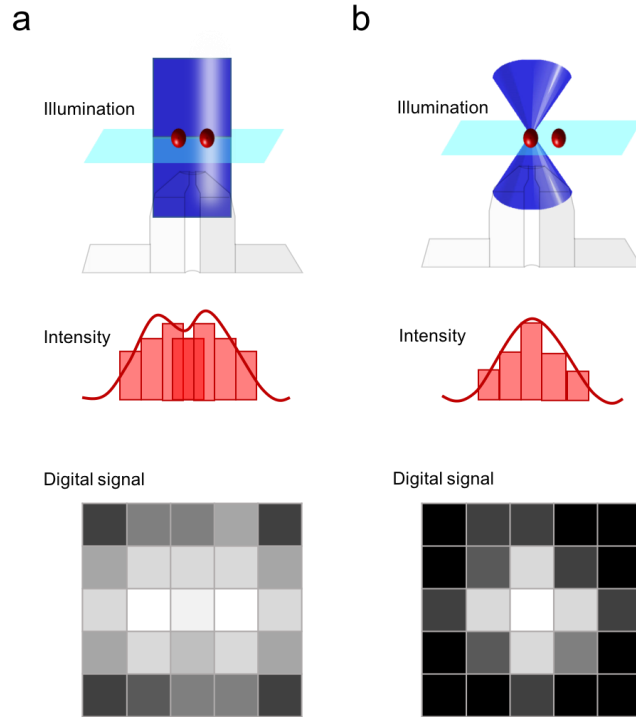 a
b
Illumination
Illumination
Intensity
Intensity
Digital signal
Digital signal